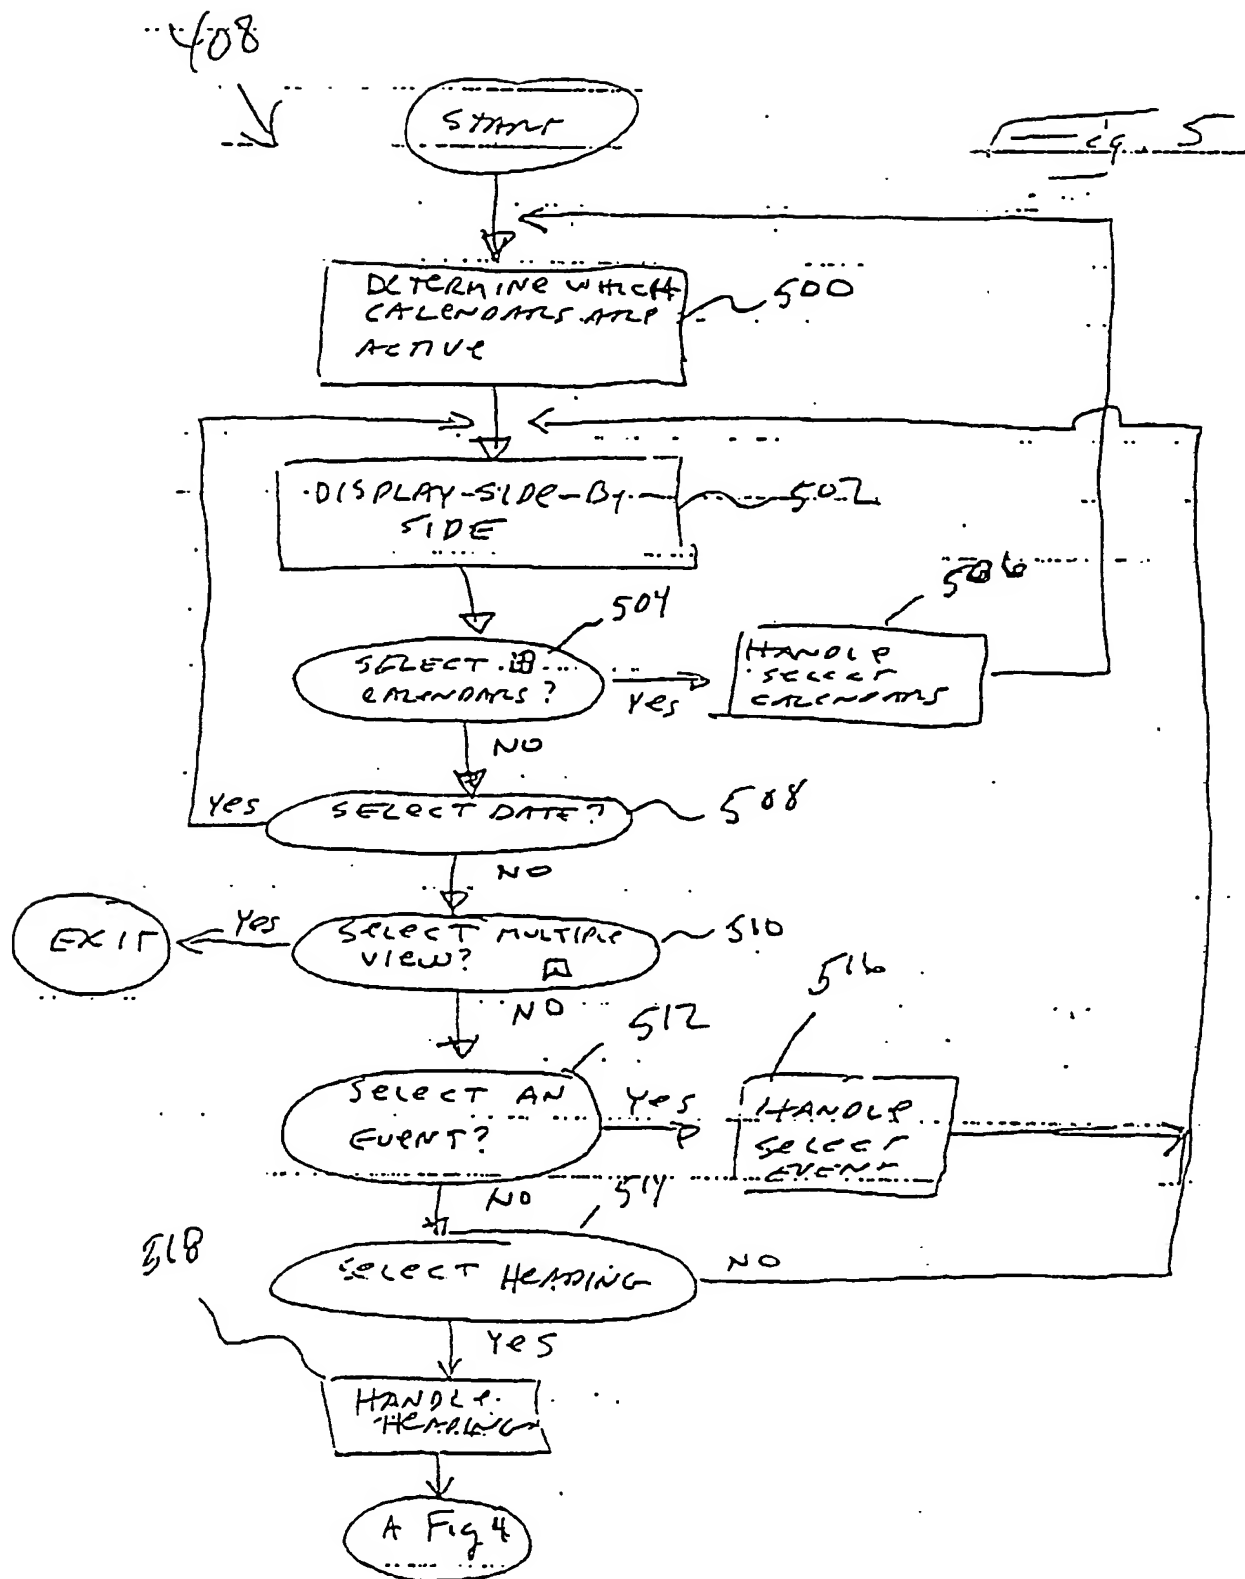 408
START
Fig. 5
DETERMINE WHICH
CALENDARS ARE
ACTIVE
500
DISPLAY-SIDE-BY-
SIDE
502
504
506
SELECT
CALENDARS?
Yes
HANDLE
SELECT
CALENDARS
NO
Yes
SELECT DATE?
508
NO
EXIT
Yes
SELECT MULTIPLE
VIEW?
510
NO
512
516
SELECT AN
EVENT?
Yes
HANDLE
SELECT
EVENT
NO
514
518
SELECT HEADING
NO
Yes
HANDLE
HEADING
A Fig 4